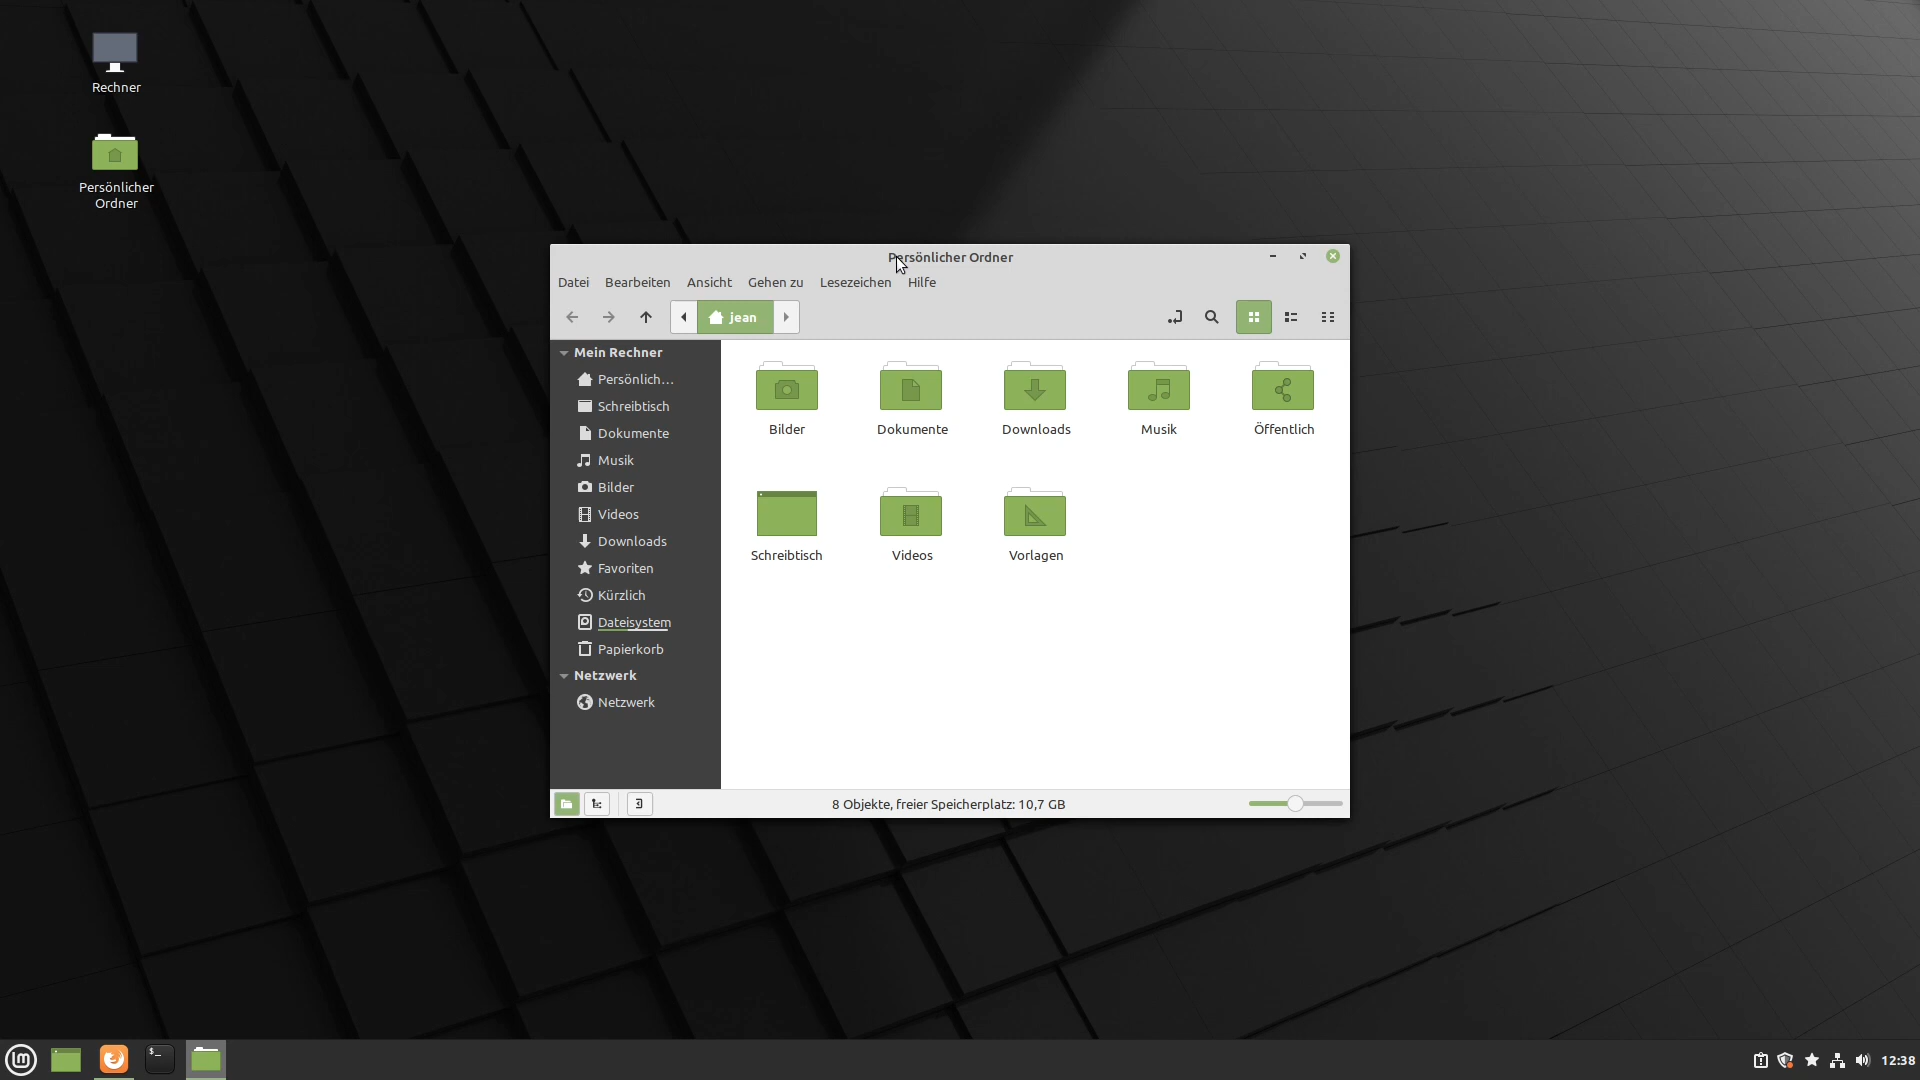 Rechner
Persönlicher
Ordner
Persönlicher Ordner
Datei Bearbeiten Ansicht Gehen zu Lesezeichen Hilfe
jean
Mein Rechner
Persönlich...
Schreibtisch
Dokumente
Musik
Bilder
Videos
Downloads
Favoriten
Kürzlich
Dateisystem
Papierkorb
Netzwerk
Netzwerk
Bilder Dokumente Downloads Musik Öffentlich
Schreibtisch Videos Vorlagen
8 Objekte, freier Speicherplatz: 10,7 GB
$_
12:38